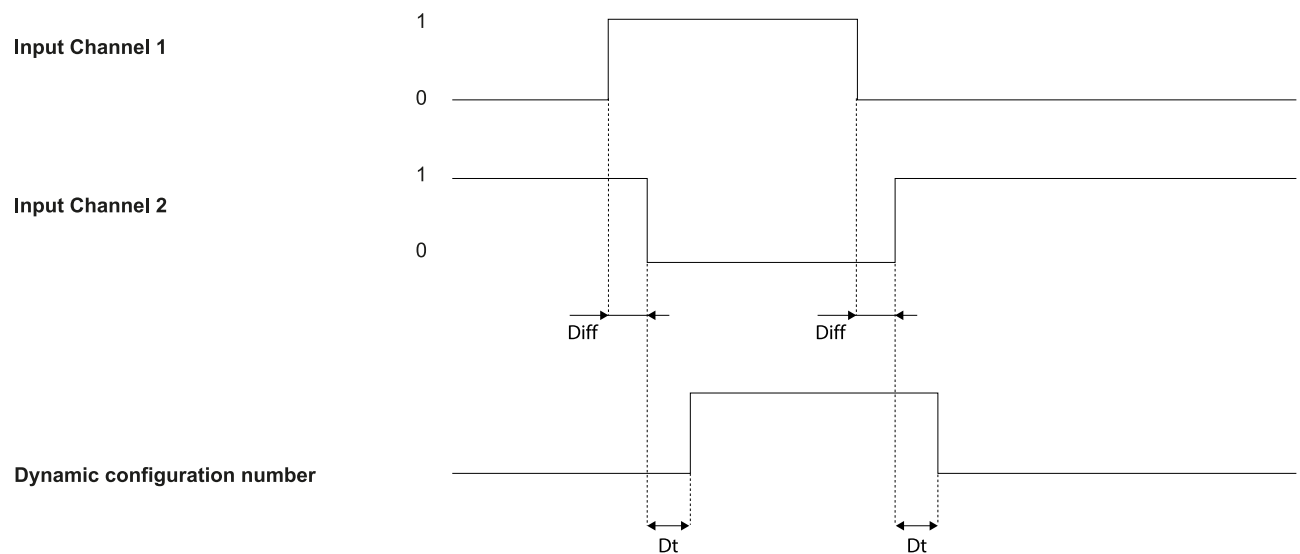 1
Input Channel 1
0
1
Input Channel 2
0
Diff Diff
Dynamic configuration number
Dt Dt